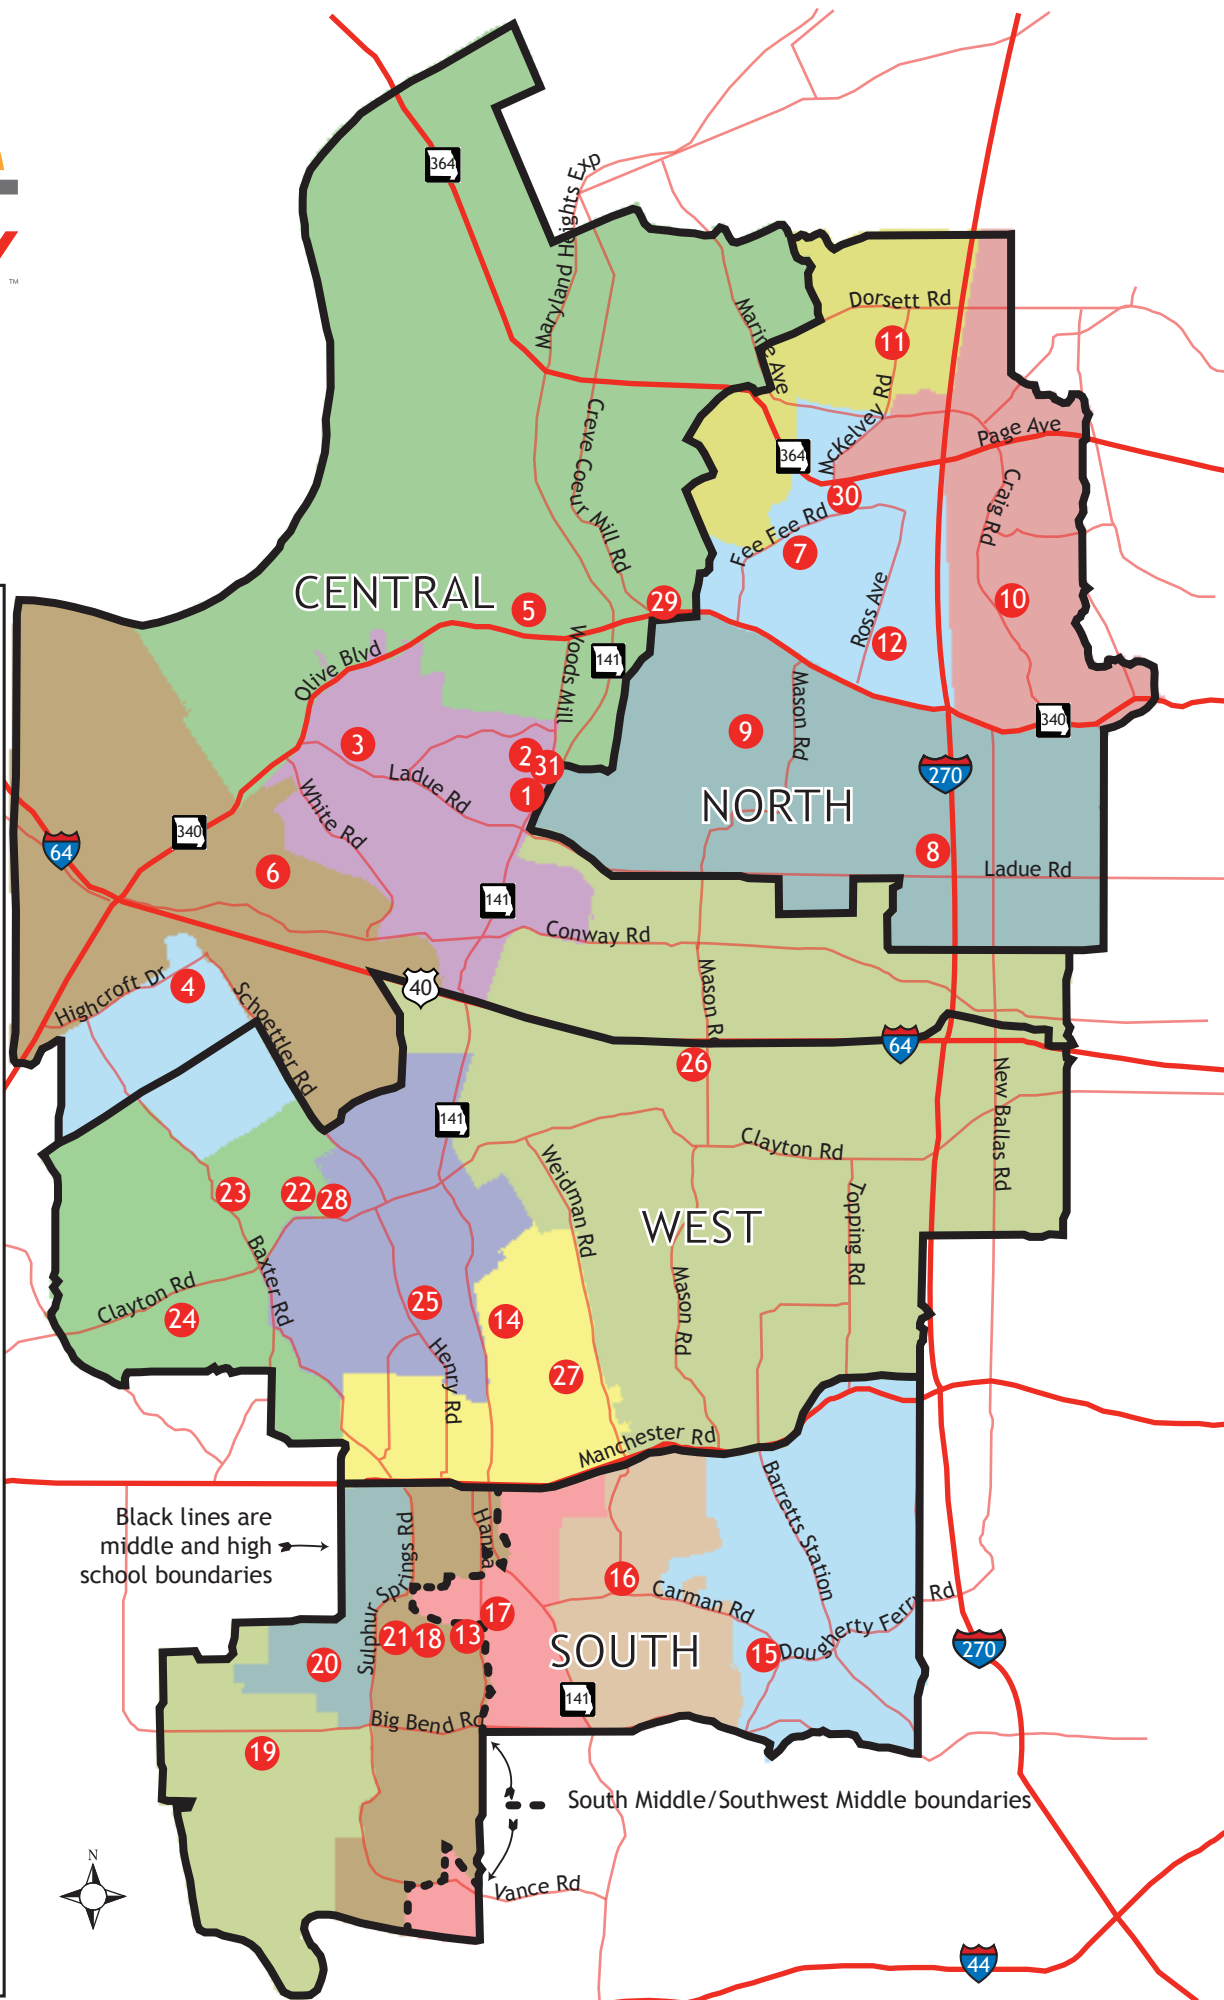 TM
364
Maryland Heights Exp
Dorsett Rd
Marine Ave
11
McKelvey Rd
Page Ave
364
Creve Coeur Mill Rd
Craig Rd
30
Fee Fee Rd
7
CENTRAL
5
29
10
Ross Ave
12
Olive Blvd
Woods Mill
141
Mason Rd
340
3
2
31
9
270
Ladue Rd
1
NORTH
White Rd
340
64
8
6
Ladue Rd
141
Conway Rd
Highcroft Dr
4
Schoettler Rd
40
Mason R
64
26
New Ballas Rd
141
Clayton Rd
Weidman Rd
23
22
28
Topping Rd
WEST
Baxter Rd
Clayton Rd
24
25
14
Mason Rd
Henry Rd
27
Manchester Rd
Black lines are
middle and high
school boundaries
Sulphur Springs Rd
Hanna
Barretts Station
16
Carman Rd
17
Dougherty Ferry Rd
21
18
13
SOUTH
15
270
20
141
Big Bend Rd
19
South Middle/Southwest Middle boundaries
N
Vance Rd
44